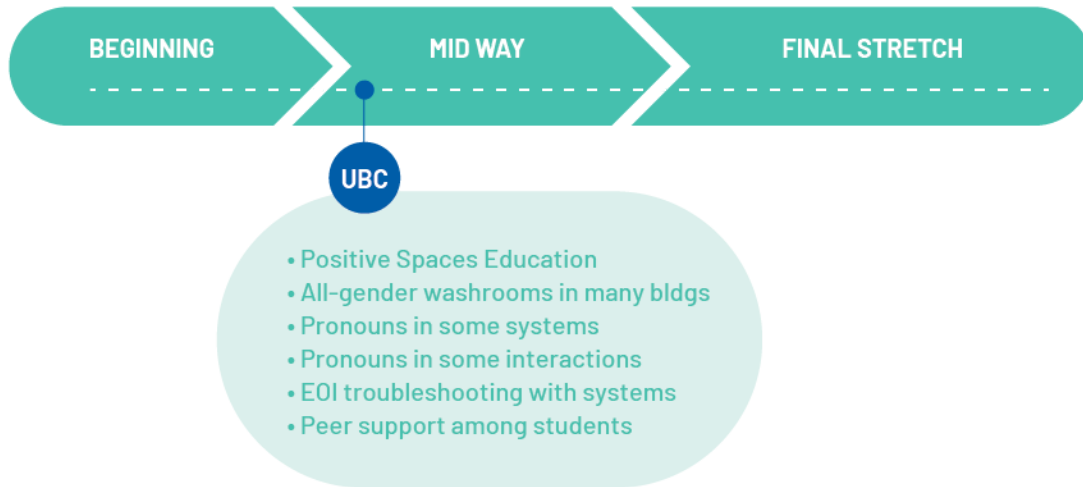 BEGINNING
MID WAY
FINAL STRETCH
UBC
• Positive Spaces Education
• All-gender washrooms in many bldgs
• Pronouns in some systems
• Pronouns in some interactions
• EOI troubleshooting with systems
• Peer support among students